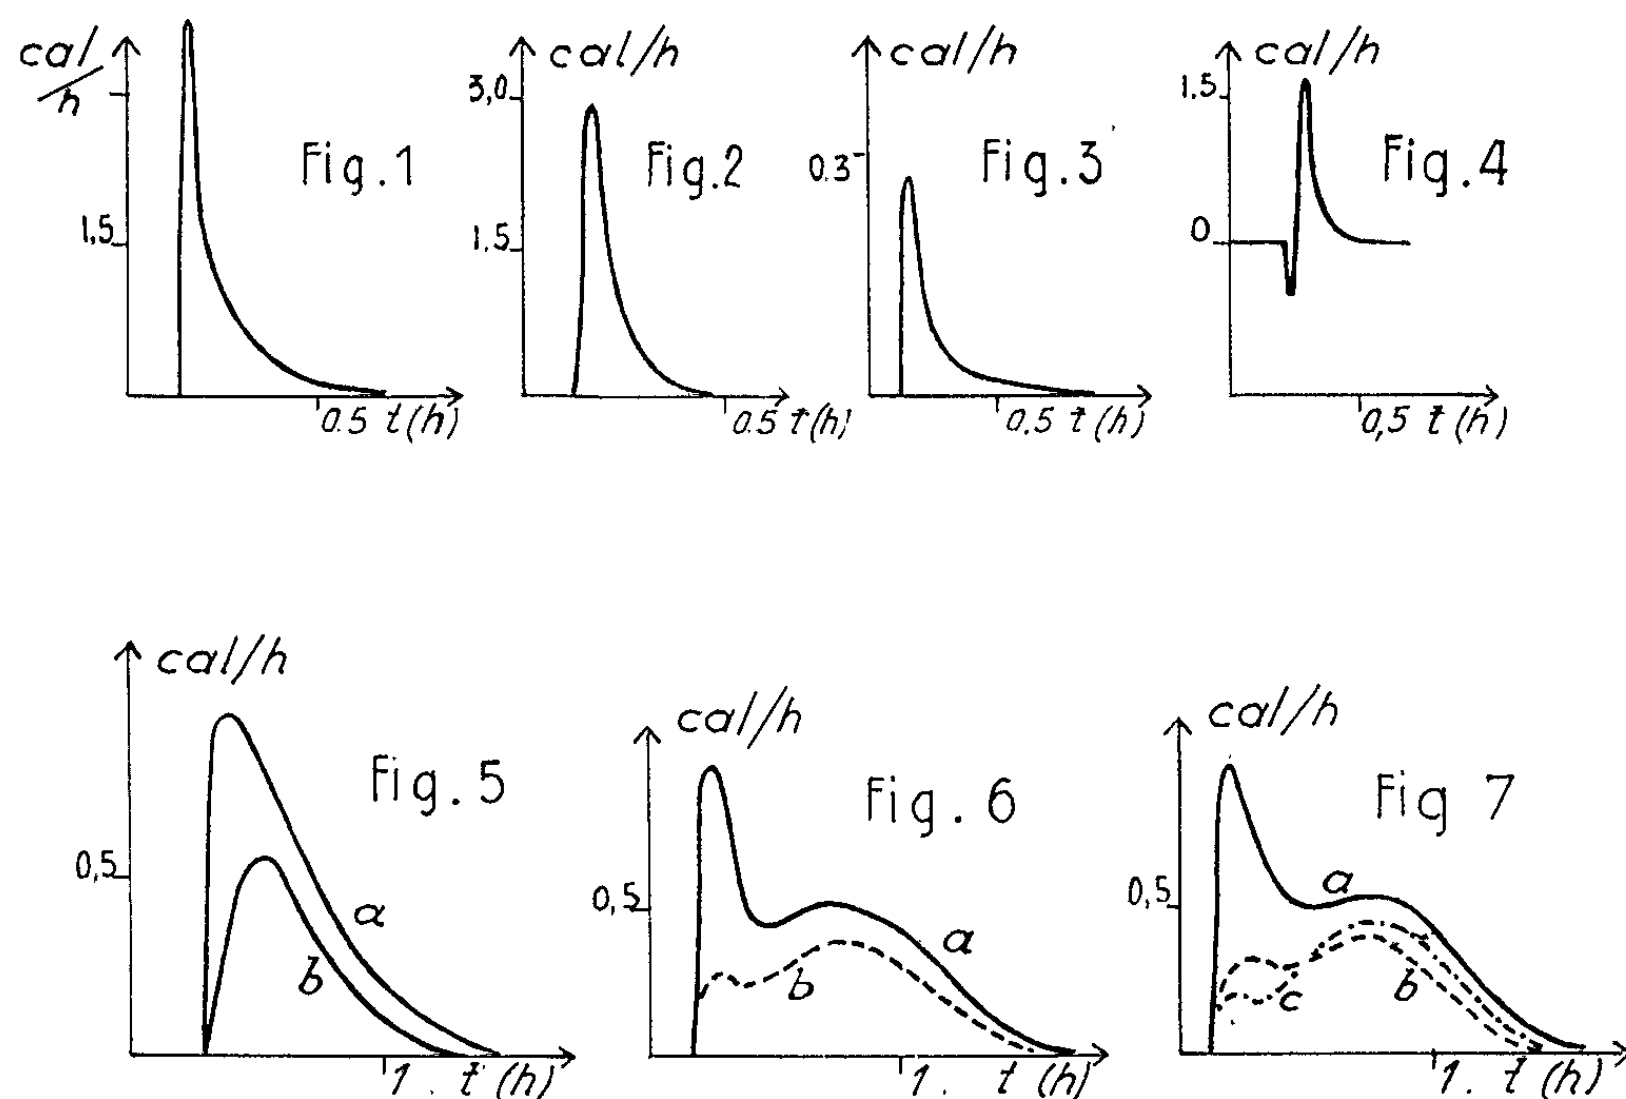 cal/h
1,5
Fig.1
0.5 t(h)
cal/h
3,0
1.5
Fig.2
0.5 t(h)
cal/h
0.3
Fig.3
0.5 t(h)
cal/h
1.5
0
Fig.4
0,5 t(h)
cal/h
0,5
Fig. 5
a
b
1. t(h)
cal/h
0,5
Fig. 6
a
b
1. t(h)
cal/h
0,5
Fig 7
a
b
c
1. t(h)